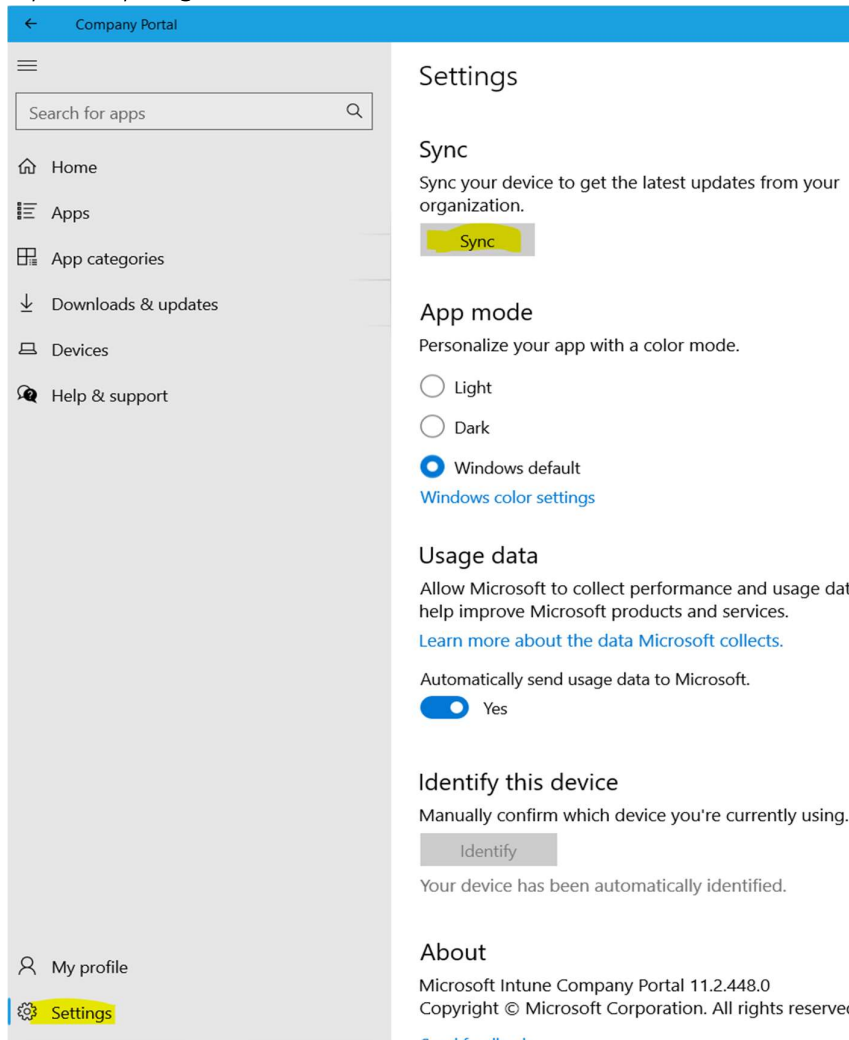 Company Portal
Search for apps
Home
Apps
App categories
Downloads & updates
Devices
Help & support
My profile
Settings
Settings
Sync
Sync your device to get the latest updates from your
organization.
Sync
App mode
Personalize your app with a color mode.
Light
Dark
Windows default
Windows color settings
Usage data
Allow Microsoft to collect performance and usage
help improve Microsoft products and services.
Learn more about the data Microsoft collects.
Automatically send usage data to Microsoft.
Yes
Identify this device
Manually confirm which device you're currently using.
Identify
Your device has been automatically identified.
About
Microsoft Intune Company Portal 11.2.448.0
Copyright © Microsoft Corporation. All rights